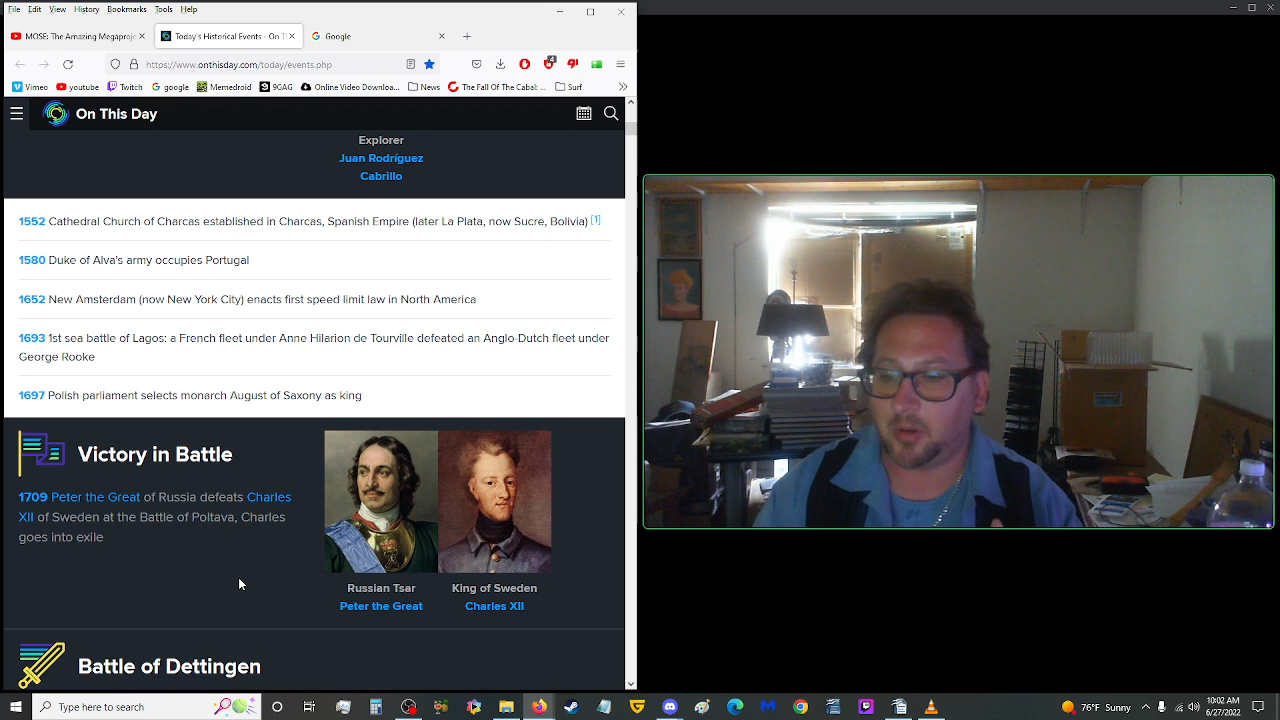 File Edit View History Bookmarks Tools Help
MOSE: The Amazing Megaproje
Today's Historical Events - On Th
Google
https://www.onthisday.com/today/events.php
4
Vimeo youtube Twitch google Memedroid 9GAG Online Video Downloa... News The Fall Of The Cabal: ... Surf
On This Day
Explorer
Juan Rodríguez
Cabrillo
1552 Cathedral Church of Charcas established in Charcas, Spanish Empire (later La Plata, now Sucre, Bolivia) [1]
1580 Duke of Alva's army occupies Portugal
1652 New Amsterdam (now New York City) enacts first speed limit law in North America
1693 1st sea battle of Lagos: a French fleet under Anne Hilarion de Tourville defeated an Anglo-Dutch fleet under
George Rooke
1697 Polish parliament selects monarch August of Saxony as king
Victory in Battle
1709 Peter the Great of Russia defeats Charles
XII of Sweden at the Battle of Poltava, Charles
goes into exile
Russian Tsar
Peter the Great
King of Sweden
Charles XII
Battle of Dettingen
Type here to search
76°F Sunny
10:02 AM
6/27/2022